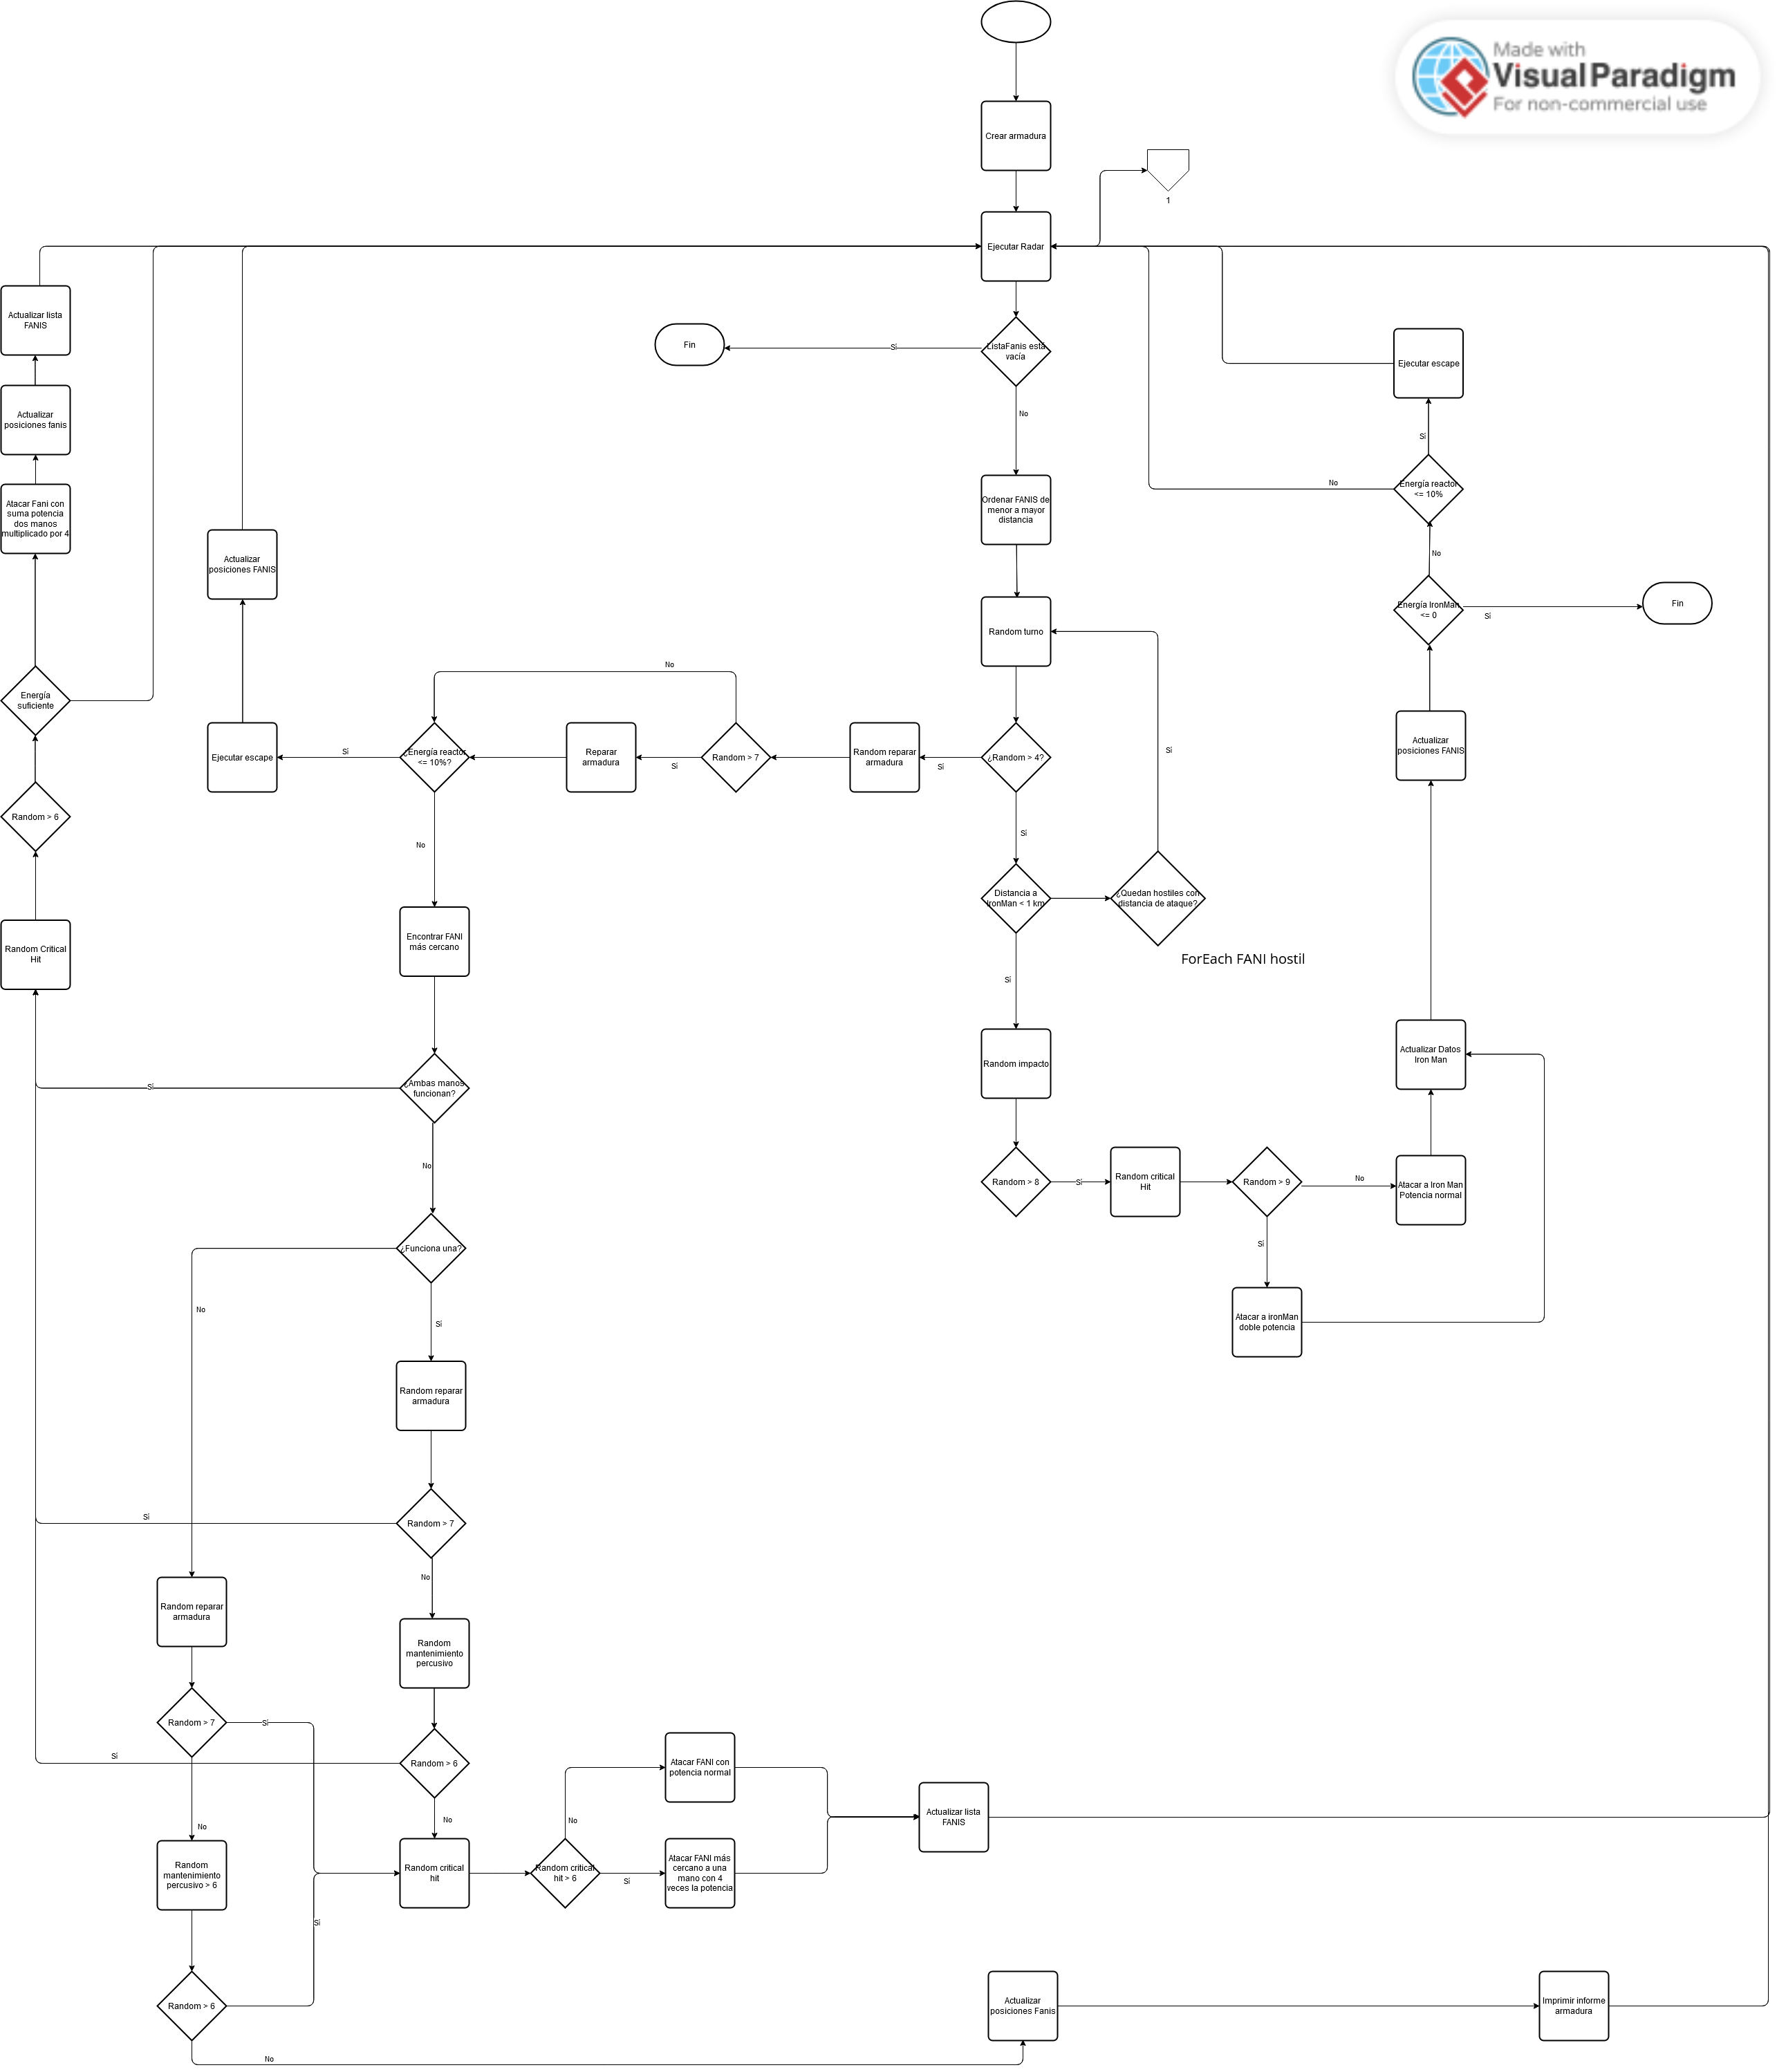 Made with
Visual Paradigm
For non-commercial use
Crear armadura
1
Ejecutar Radar
Actualizar lista
FANIS
Fin
Sí
ListaFanis está
vacía
Ejecutar escape
No
Actualizar
posiciones fanis
Sí
Energía reactor
<= 10%
No
Ordenar FANIS de
menor a mayor
distancia
Atacar Fani con
suma potencia
dos manos
multiplicado por 4
No
Actualizar
posiciones FANIS
Energía IronMan
<= 0
Sí
Fin
Random turno
No
Energía
suficiente
Actualizar
posiciones FANIS
Ejecutar escape
Sí
¿Energía reactor
<= 10%?
Reparar
armadura
Sí
Random > 7
Random reparar
armadura
Sí
¿Random > 4?
Sí
Random > 6
No
Sí
Distancia a
IronMan < 1 km
¿Quedan hostiles con
distancia de ataque?
Random Critical
Hit
Encontrar FANI
más cercano
ForEach FANI hostil
Sí
Random impacto
Actualizar Datos
Iron Man
Sí
¿Ambas manos
funcionan?
No
Random > 8
Sí
Random critical
Hit
Random > 9
No
Atacar a Iron Man
Potencia normal
Sí
¿Funciona una?
No
Sí
Atacar a ironMan
doble potencia
Random reparar
armadura
Sí
Random > 7
No
Random reparar
armadura
Random
mantenimiento
percusivo
Random > 7
Sí
Sí
Random > 6
Atacar FANI con
potencia normal
No
No
No
Actualizar lista
FANIS
Random
mantenimiento
percusivo > 6
Random critical
hit
Random critical
hit > 6
Sí
Atacar FANI más
cercano a una
mano con 4
veces la potencia
Sí
Random > 6
Actualizar
posiciones Fanis
Imprimir informe
armadura
No